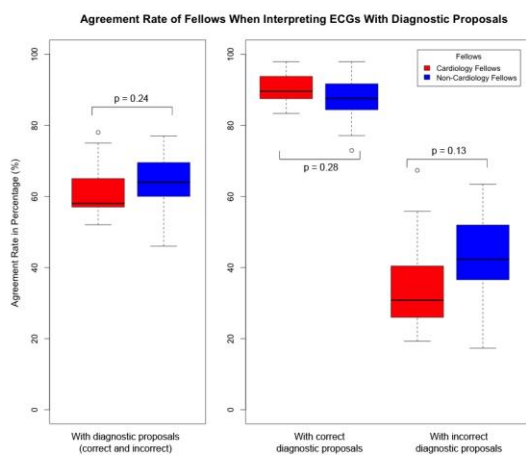 Agreement Rate of Fellows When Interpreting ECGs With Diagnostic Proposals
Agreement Rate in Percentage (%)
100
80
60
40
20
0
p = 0.24
With diagnostic proposals
(correct and incorrect)
100
80
60
40
20
0
Fellows
Cardiology Fellows
Non-Cardiology Fellows
p = 0.28
p = 0.13
With correct
diagnostic proposals
With incorrect
diagnostic proposals